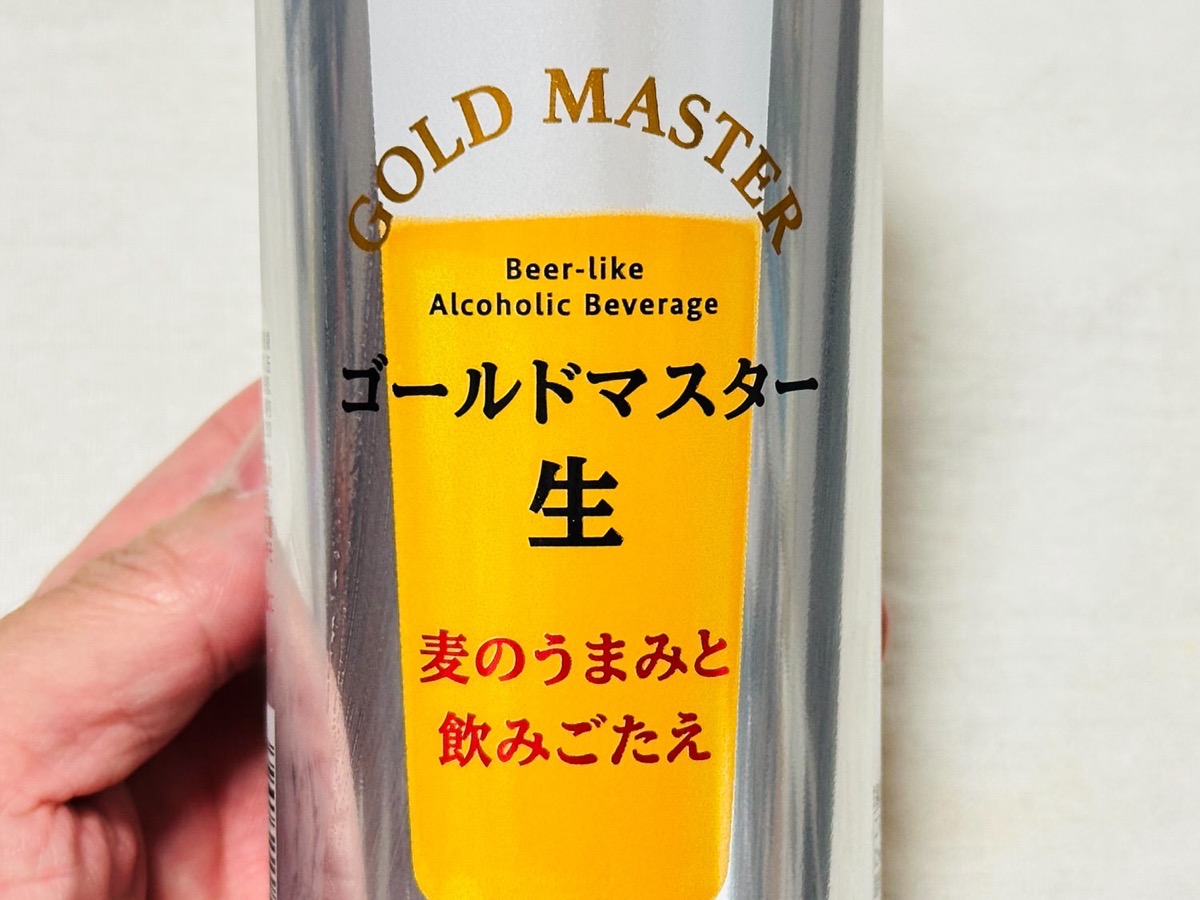 GOLD MASTER
Beer-like
Alcoholic Beverage
ゴールドマスター
生
麦のうまみと
飲みごたえ